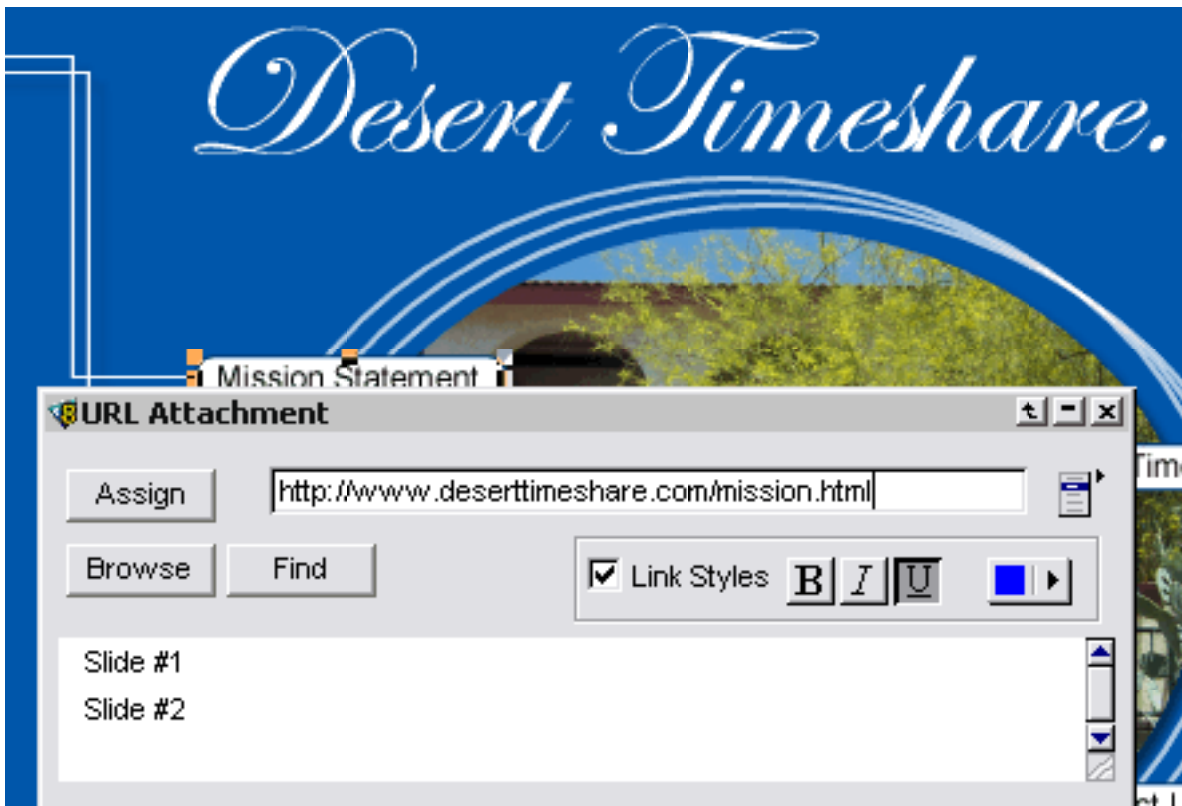 Desert Timeshare.
Mission Statement
URL Attachment
Assign
http://www.deserttimeshare.com/mission.html
Browse
Find
Link Styles B I U
Slide #1
Slide #2